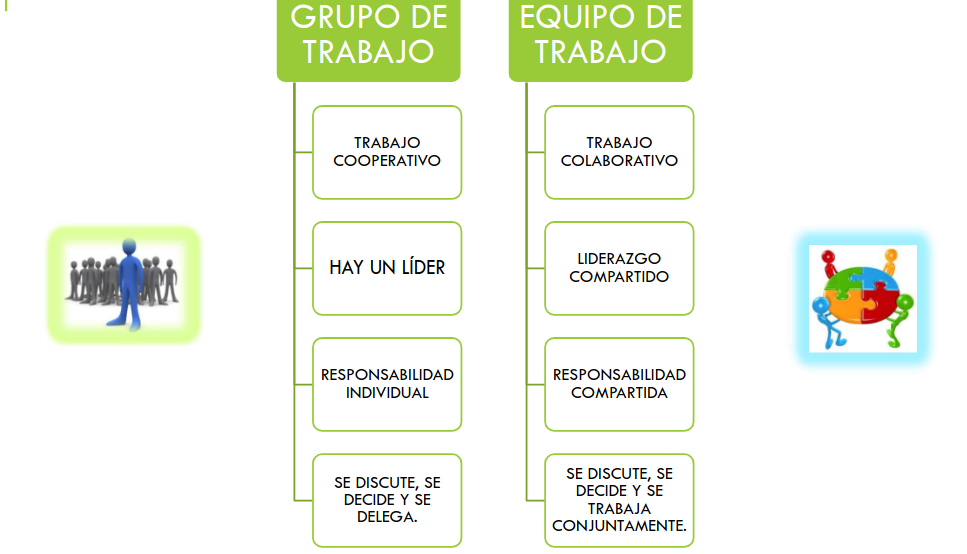 GRUPO DE
TRABAJO
TRABAJO
COOPERATIVO
HAY UN LÍDER
RESPONSABILIDAD
INDIVIDUAL
SE DISCUTE, SE
DECIDE Y SE
DELEGA.
EQUIPO DE
TRABAJO
TRABAJO
COLABORATIVO
LIDERAZGO
COMPARTIDO
RESPONSABILIDAD
COMPARTIDA
SE DISCUTE, SE
DECIDE Y SE
TRABAJA
CONJUNTAMENTE.